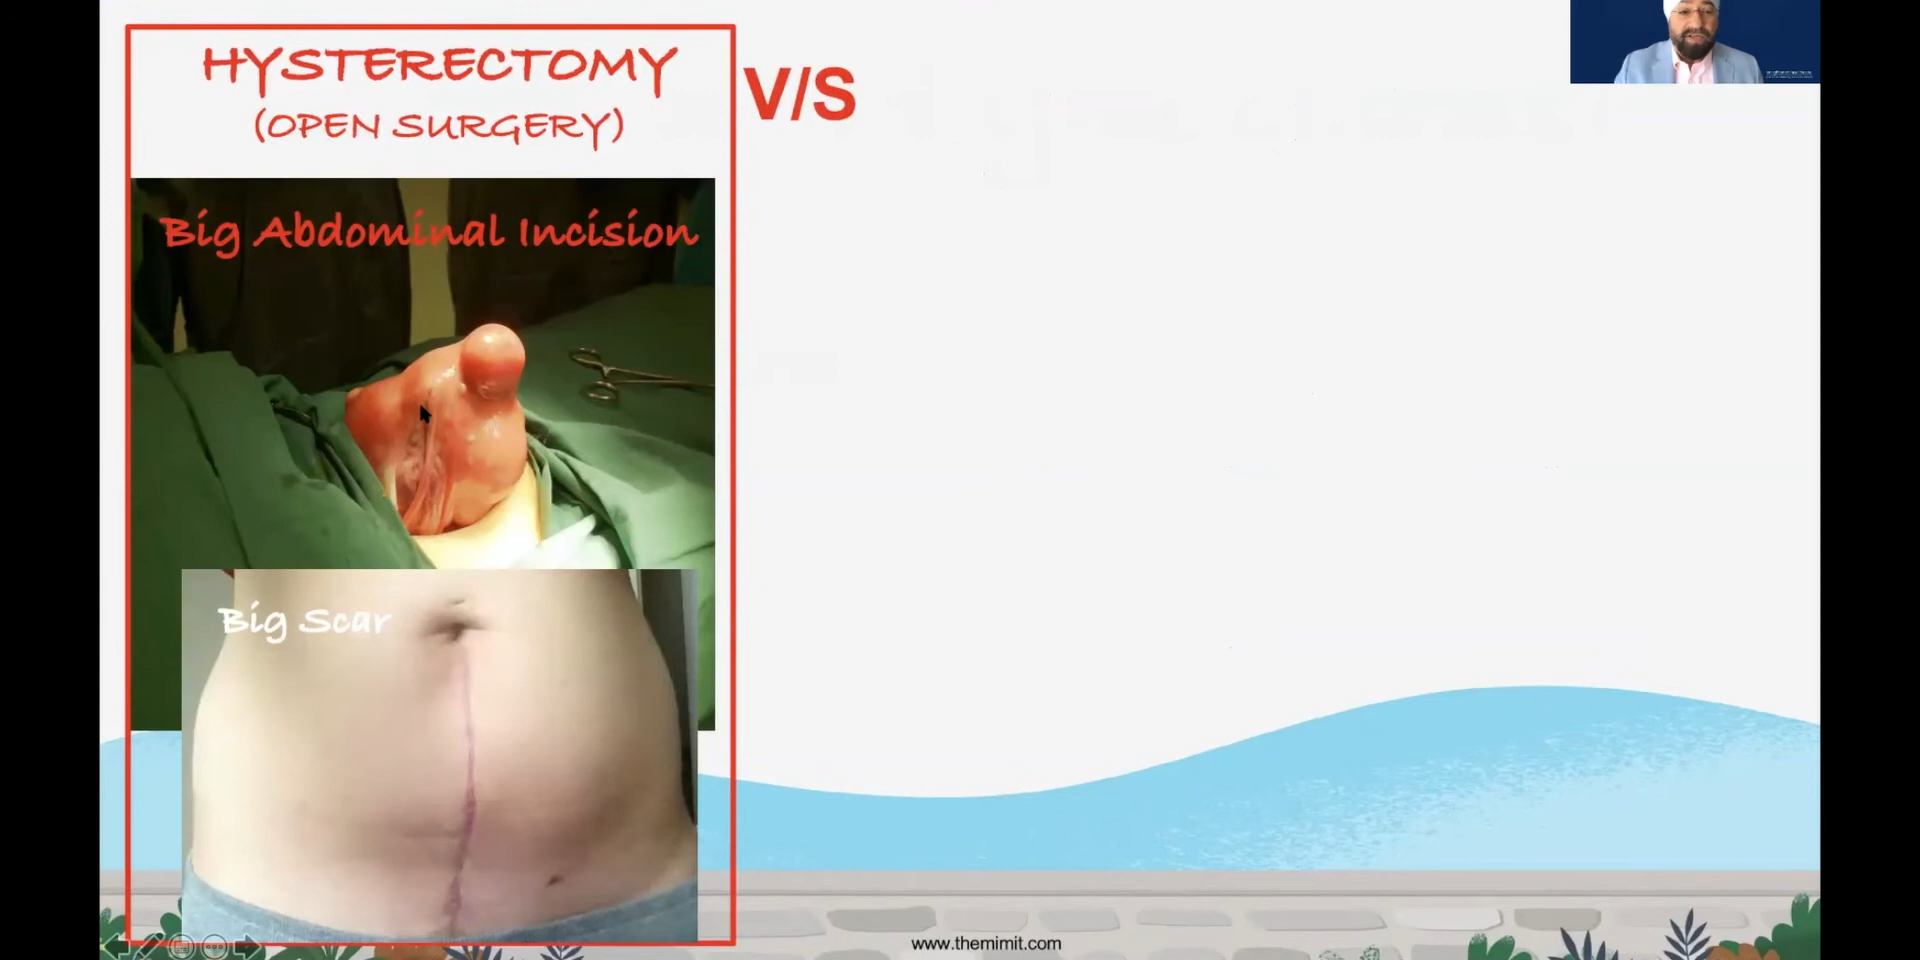 HYSTERECTOMY
(OPEN SURGERY)
V/S
Big Abdominal Incision
Big Scar
www.themimit.com